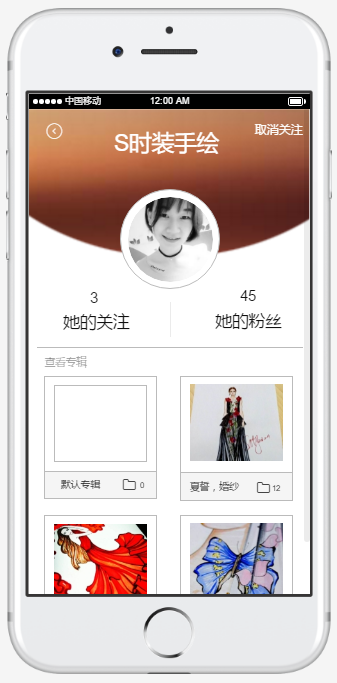 中国移动 12:00 AM
取消关注
S时装手绘
3 45
她的关注 她的粉丝
查看专辑
默认专辑 0
夏誓，婚纱 12